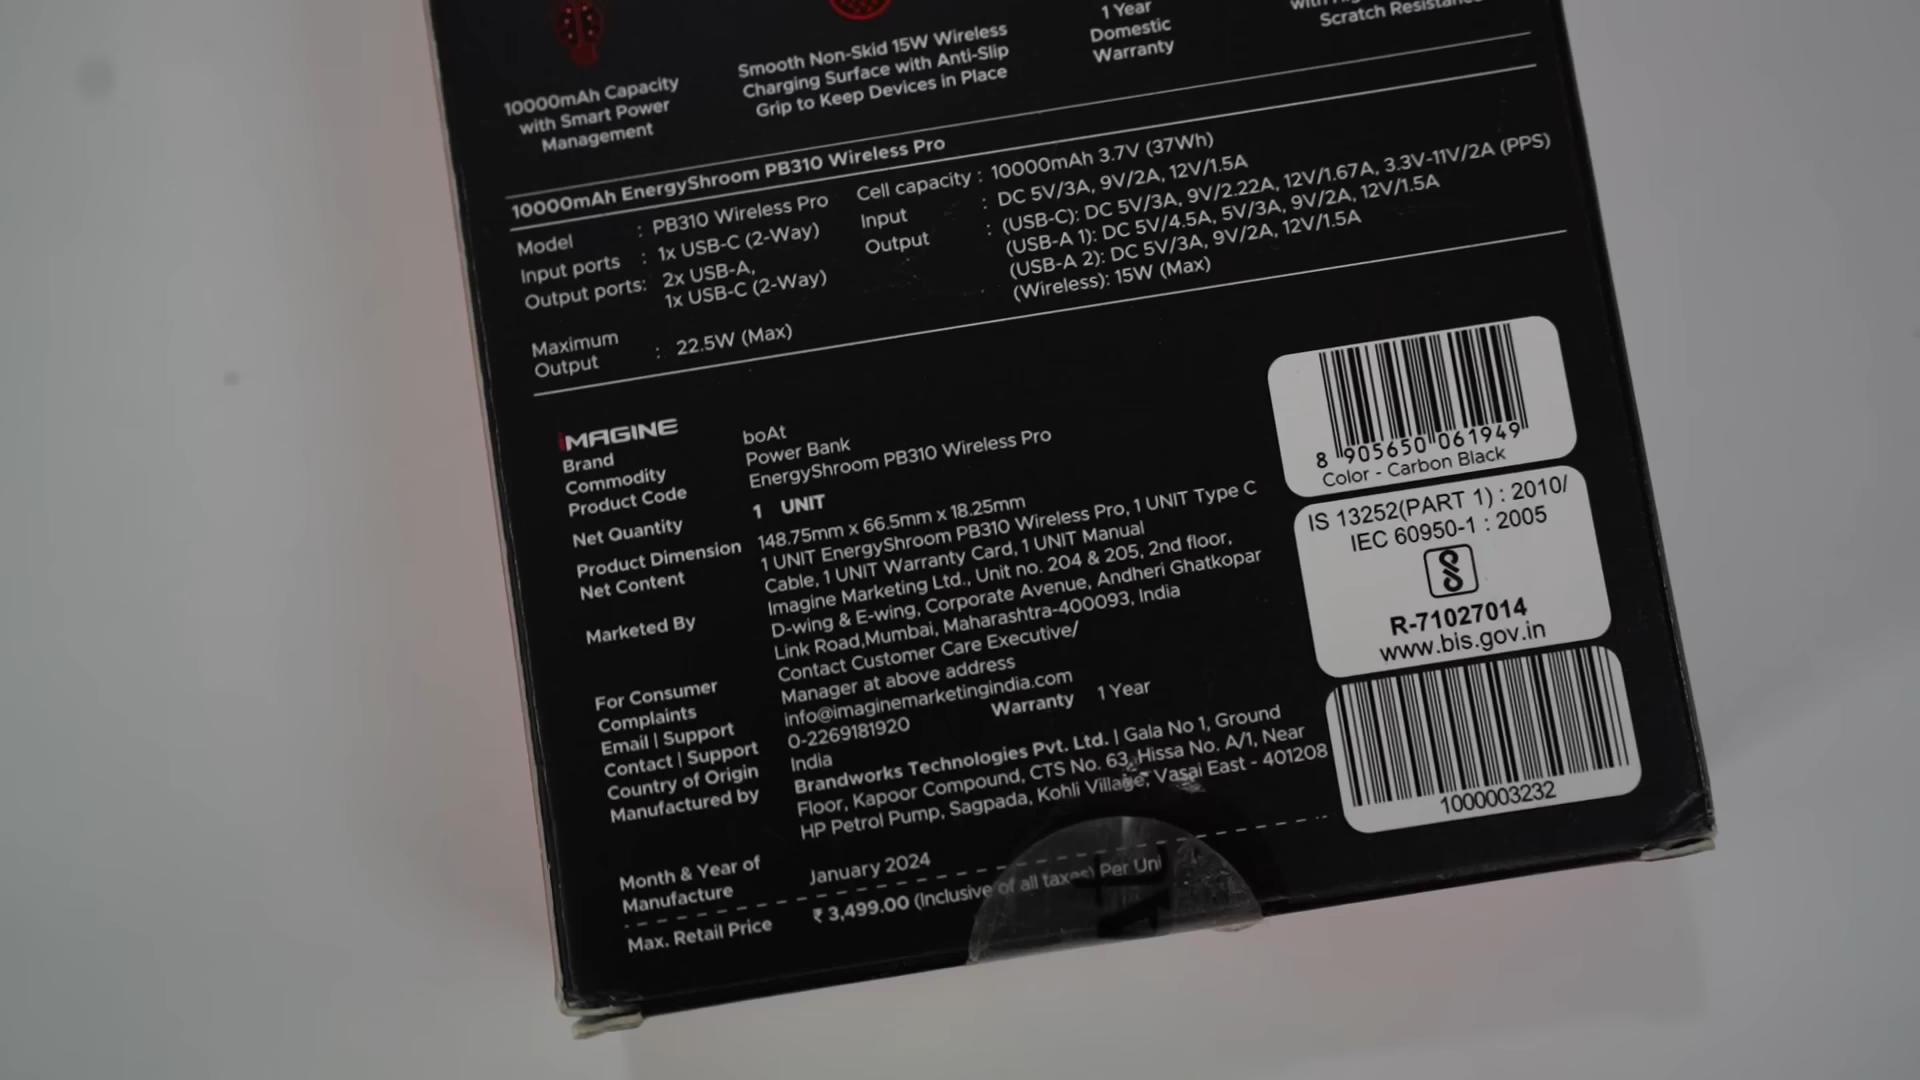 10000mAh Capacity
with Smart Power
Management
Smooth Non-Skid 15W Wireless
Charging Surface with Anti-Slip
Grip to Keep Devices in Place
1 Year
Domestic
Warranty
Scratch Resistance
10000mAh EnergyShroom PB310 Wireless Pro
Model : PB310 Wireless Pro
Input ports : 1x USB-C (2-Way)
Output ports: 2x USB-A,
1x USB-C (2-Way)
Maximum
Output : 22.5W (Max)
Cell capacity : 10000mAh 3.7V (37Wh)
Input : DC 5V/3A, 9V/2A, 12V/1.5A
Output : (USB-C): DC 5V/3A, 9V/2.22A, 12V/1.67A, 3.3V-11V/2A (PPS)
(USB-A 1): DC 5V/4.5A, 5V/3A, 9V/2A, 12V/1.5A
(USB-A 2): DC 5V/3A, 9V/2A, 12V/1.5A
(Wireless): 15W (Max)
iMAGINE
Brand boAt
Commodity Power Bank
Product Code EnergyShroom PB310 Wireless Pro
Net Quantity 1 UNIT
Product Dimension 148.75mm x 66.5mm x 18.25mm
Net Content 1 UNIT EnergyShroom PB310 Wireless Pro, 1 UNIT Type C
Cable, 1 UNIT Warranty Card, 1 UNIT Manual
Marketed By Imagine Marketing Ltd., Unit no. 204 & 205, 2nd floor,
D-wing & E-wing, Corporate Avenue, Andheri Ghatkopar
Link Road,Mumbai, Maharashtra-400093, India
For Consumer Contact Customer Care Executive/
Complaints Manager at above address
Email | Support info@imaginemarketingindia.com
Contact | Support 0-2269181920 Warranty 1 Year
Country of Origin India
Manufactured by Brandworks Technologies Pvt. Ltd. | Gala No 1, Ground
Floor, Kapoor Compound, CTS No. 63, Hissa No. A/1, Near
HP Petrol Pump, Sagpada, Kohli Village, Vasai East - 401208
Month & Year of
Manufacture January 2024
Max. Retail Price ₹ 3,499.00 (Inclusive of all taxes) Per Uni
8 905650 061949
Color - Carbon Black
IS 13252(PART 1) : 2010/
IEC 60950-1 : 2005
R-71027014
www.bis.gov.in
1000003232